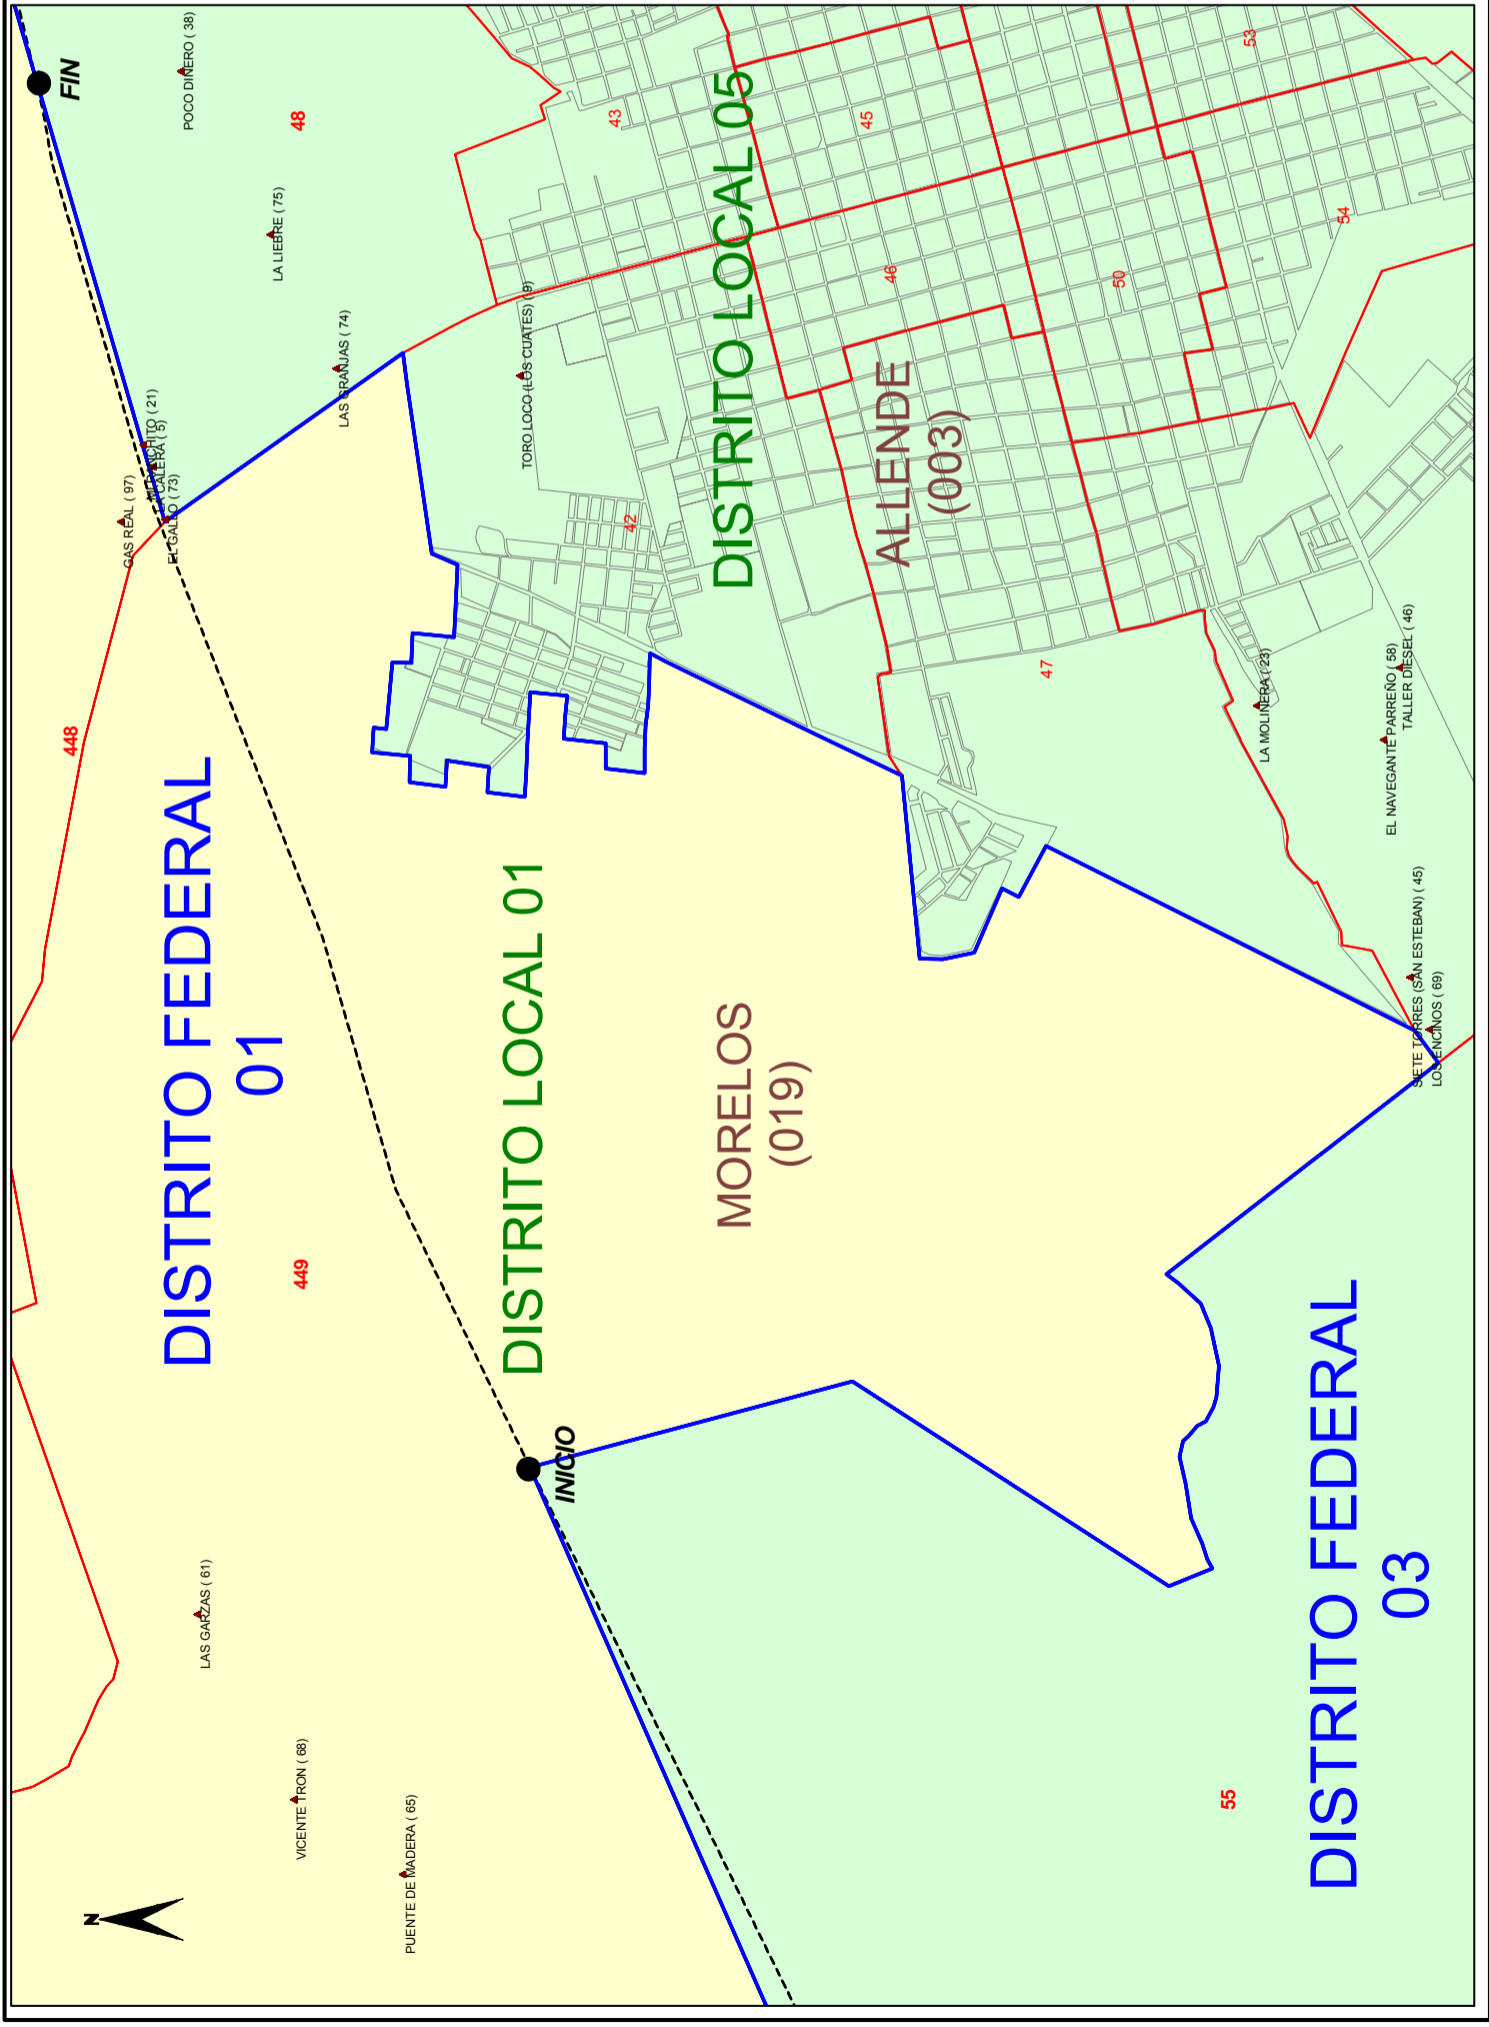 FIN
POCO DINERO ( 38)
48
LA LIEBRE ( 75)
LAS GRANJAS ( 74)
43
45
53
DISTRITO LOCAL 05
54
46
50
TORO LOCO (LOS CUATES) ( 9)
ALLENDE
(003)
GAS REAL ( 97)
LA CALERA ( 5)
EL GALLO ( 73)
42
47
448
DISTRITO FEDERAL
01
LA MOLINERA ( 23)
EL NAVEGANTE PARREÑO ( 58)
TALLER DIESEL ( 46)
DISTRITO LOCAL 01
MORELOS
(019)
SIETE TORRES (SAN ESTEBAN) ( 45)
LOS ENCINOS ( 69)
449
INICIO
DISTRITO FEDERAL
03
55
LAS GARZAS ( 61)
VICENTE TRON ( 68)
PUENTE DE MADERA ( 65)
N